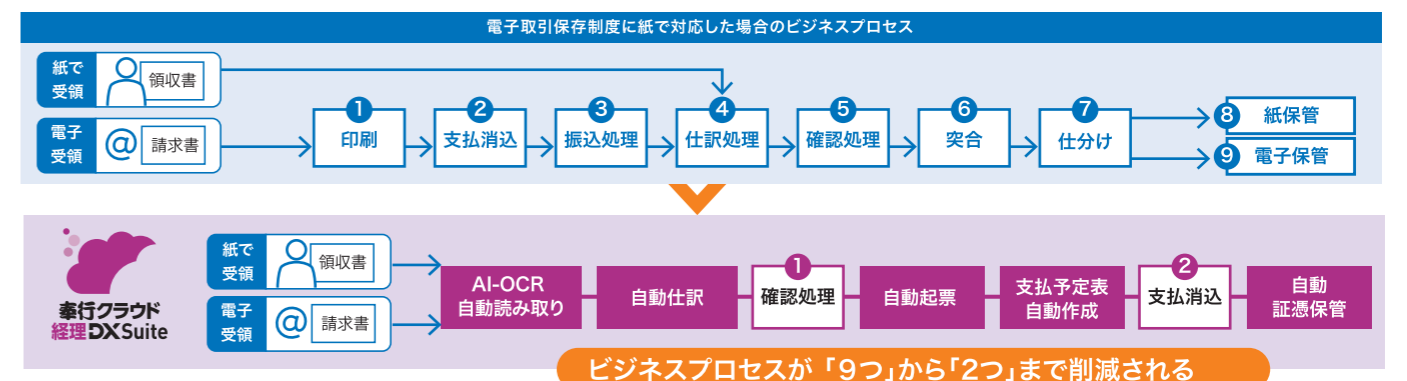 電子取引保存制度に紙で対応した場合のビジネスプロセス
紙で
受領
領収書
電子
受領
@
請求書
1
印刷
2
支払消込
3
振込処理
4
仕訳処理
5
確認処理
6
突合
7
仕分け
8
紙保管
9
電子保管
奉行クラウド
経理DXSuite
紙で
受領
領収書
電子
受領
@
請求書
AI-OCR
自動読み取り
自動仕訳
1
確認処理
自動起票
支払予定表
自動作成
2
支払消込
自動
証憑保管
ビジネスプロセスが「9つ」から「2つ」まで削減される